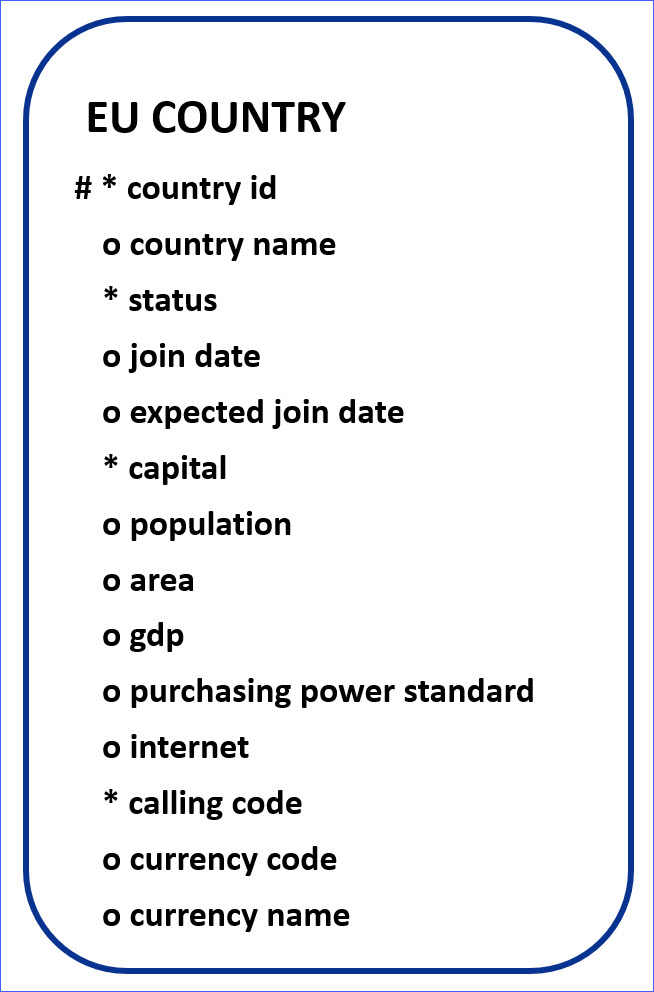 EU COUNTRY
# * country id
o country name
* status
o join date
o expected join date
* capital
o population
o area
o gdp
o purchasing power standard
o internet
* calling code
o currency code
o currency name